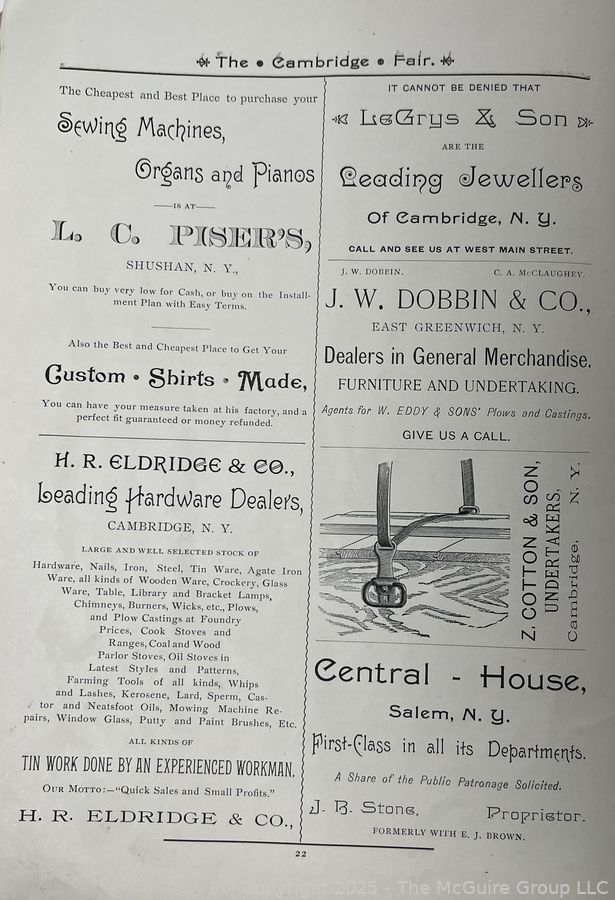 The • Cambridge • Fair.
The Cheapest and Best Place to purchase your
Sewing Machines,
Organs and Pianos
—IS AT—
L. C. PISER'S,
SHUSHAN, N. Y.,
You can buy very low for Cash, or buy on the Install-
ment Plan with Easy Terms.
Also the Best and Cheapest Place to Get Your
Custom • Shirts • Made,
You can have your measure taken at his factory, and a
perfect fit guaranteed or money refunded.
H. R. ELDRIDGE & CO.,
Leading Hardware Dealers,
CAMBRIDGE, N. Y.
LARGE AND WELL SELECTED STOCK OF
Hardware, Nails, Iron, Steel, Tin Ware, Agate Iron
Ware, all kinds of Wooden Ware, Crockery, Glass
Ware, Table, Library and Bracket Lamps,
Chimneys, Burners, Wicks, etc., Plows,
and Plow Castings at Foundry
Prices, Cook Stoves and
Ranges, Coal and Wood
Parlor Stoves, Oil Stoves in
Latest Styles and Patterns,
Farming Tools of all kinds, Whips
and Lashes, Kerosene, Lard, Sperm, Cas-
tor and Neatsfoot Oils, Mowing Machine Re-
pairs, Window Glass, Putty and Paint Brushes, Etc.
ALL KINDS OF
TIN WORK DONE BY AN EXPERIENCED WORKMAN.
OUR MOTTO:—"Quick Sales and Small Profits."
H. R. ELDRIDGE & CO.,
IT CANNOT BE DENIED THAT
LeGrys & Son
ARE THE
Leading Jewellers
Of Cambridge, N. Y.
CALL AND SEE US AT WEST MAIN STREET.
J. W. DOBBIN. C. A. McCLAUGHEY.
J. W. DOBBIN & CO.,
EAST GREENWICH, N. Y.
Dealers in General Merchandise.
FURNITURE AND UNDERTAKING.
Agents for W. EDDY & SONS' Plows and Castings.
GIVE US A CALL.
Z. COTTON & SON,
UNDERTAKERS,
Cambridge, N. Y.
Central - House,
Salem, N. Y.
First-Class in all its Departments.
A Share of the Public Patronage Solicited.
J. B. Stone, Proprietor.
FORMERLY WITH E. J. BROWN.
22
Copyright 2025 - The McGuire Group LLC